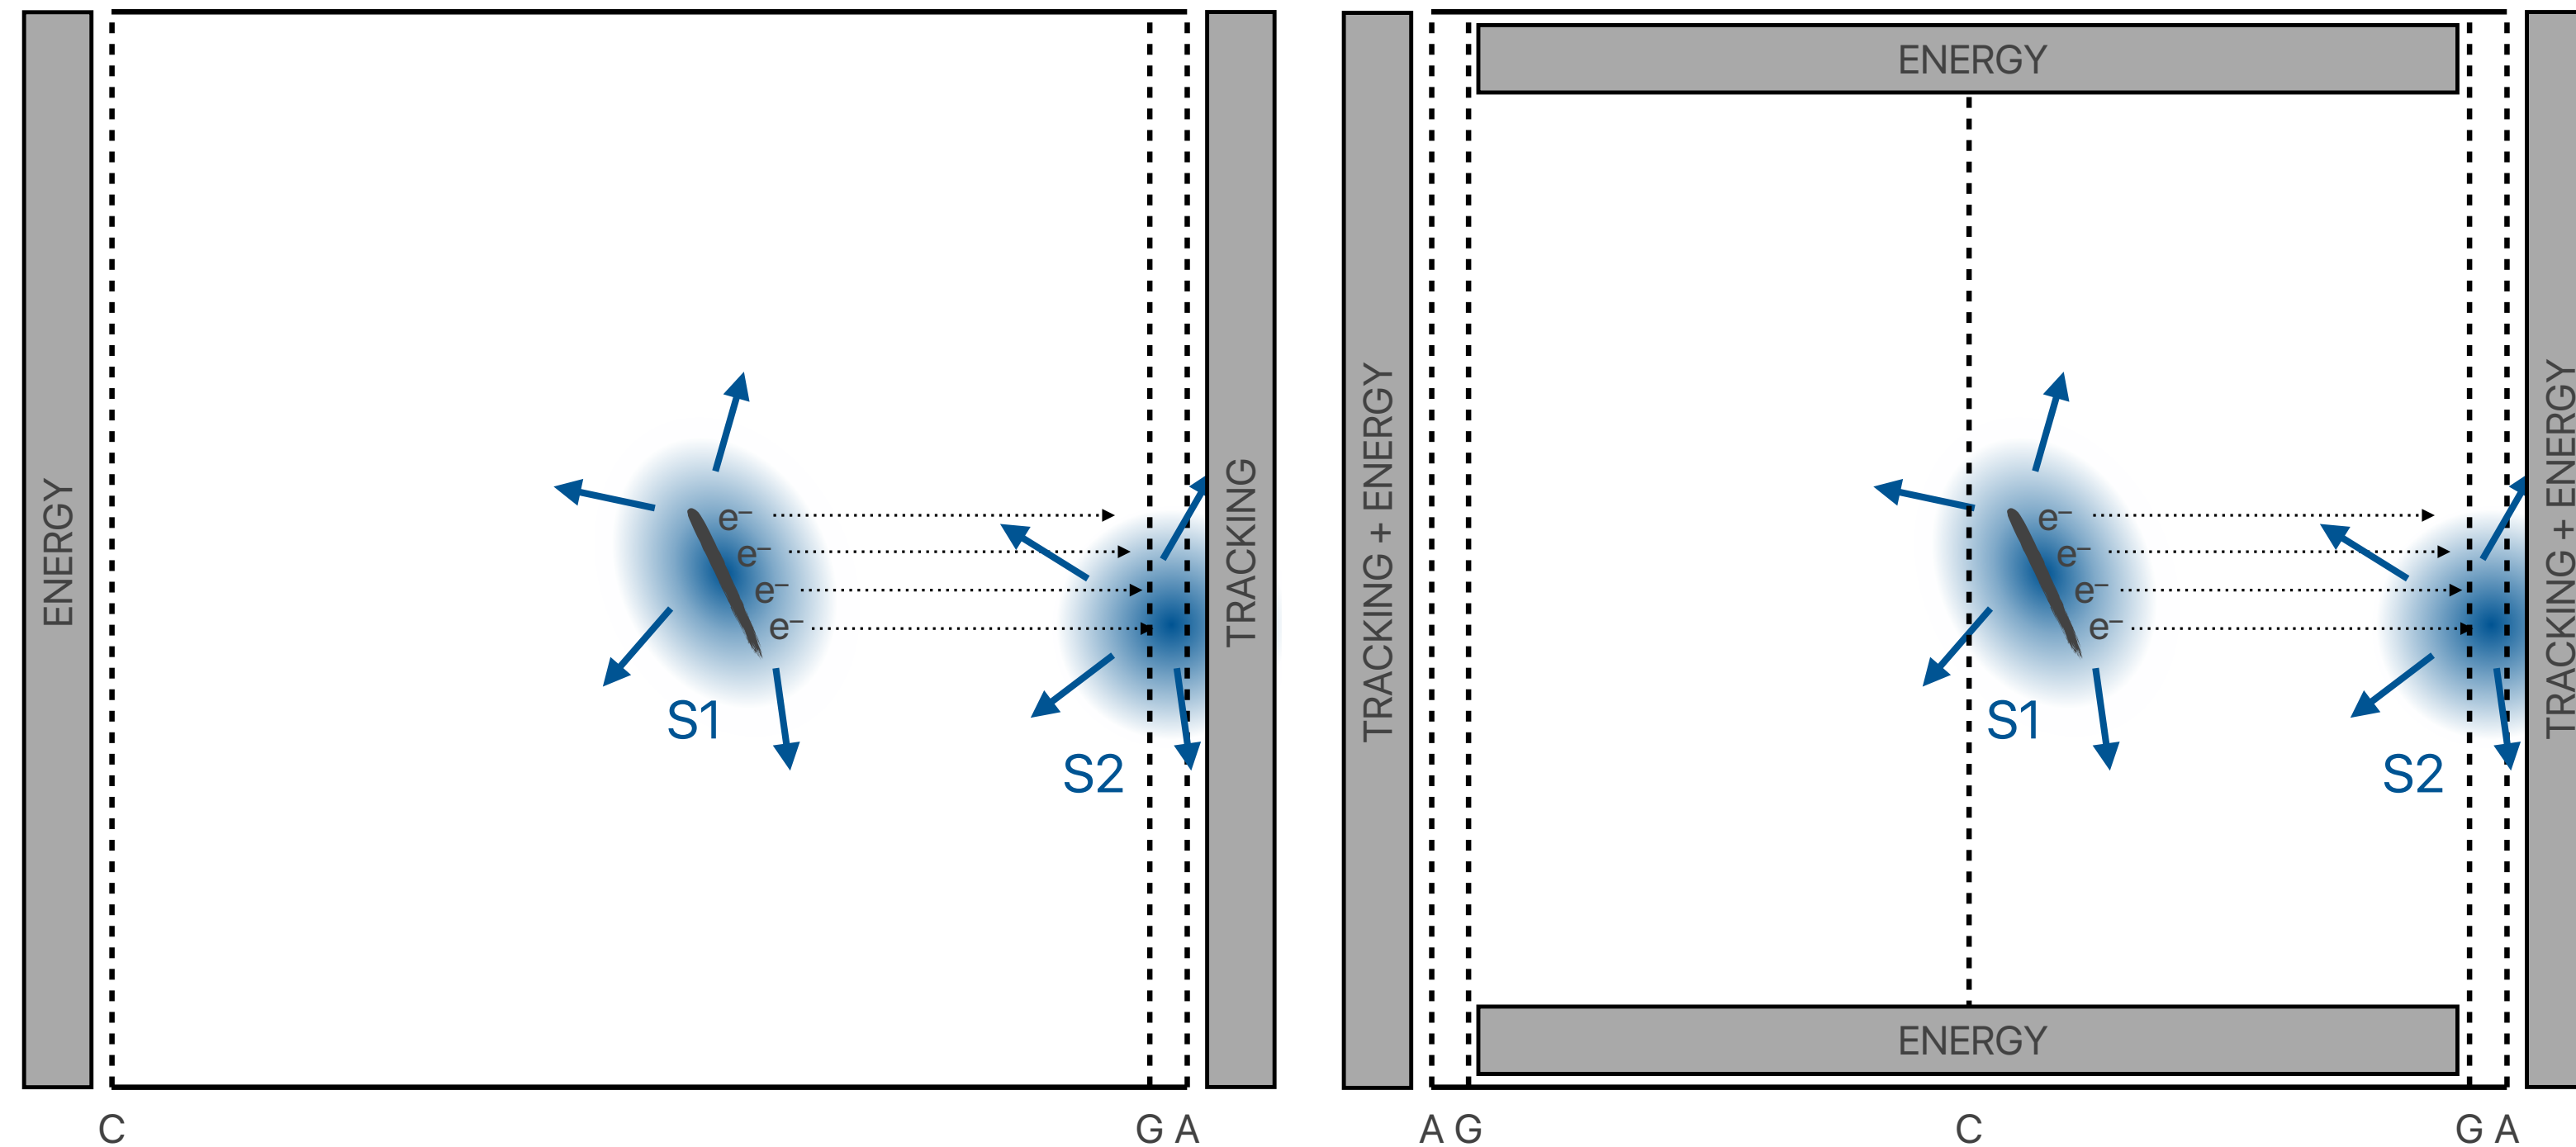 ENERGY
e⁻
e⁻
e⁻
e⁻
S1
S2
TRACKING
C
G A
TRACKING + ENERGY
ENERGY
e⁻
e⁻
e⁻
e⁻
S1
S2
ENERGY
TRACKING + ENERGY
A G
C
G A